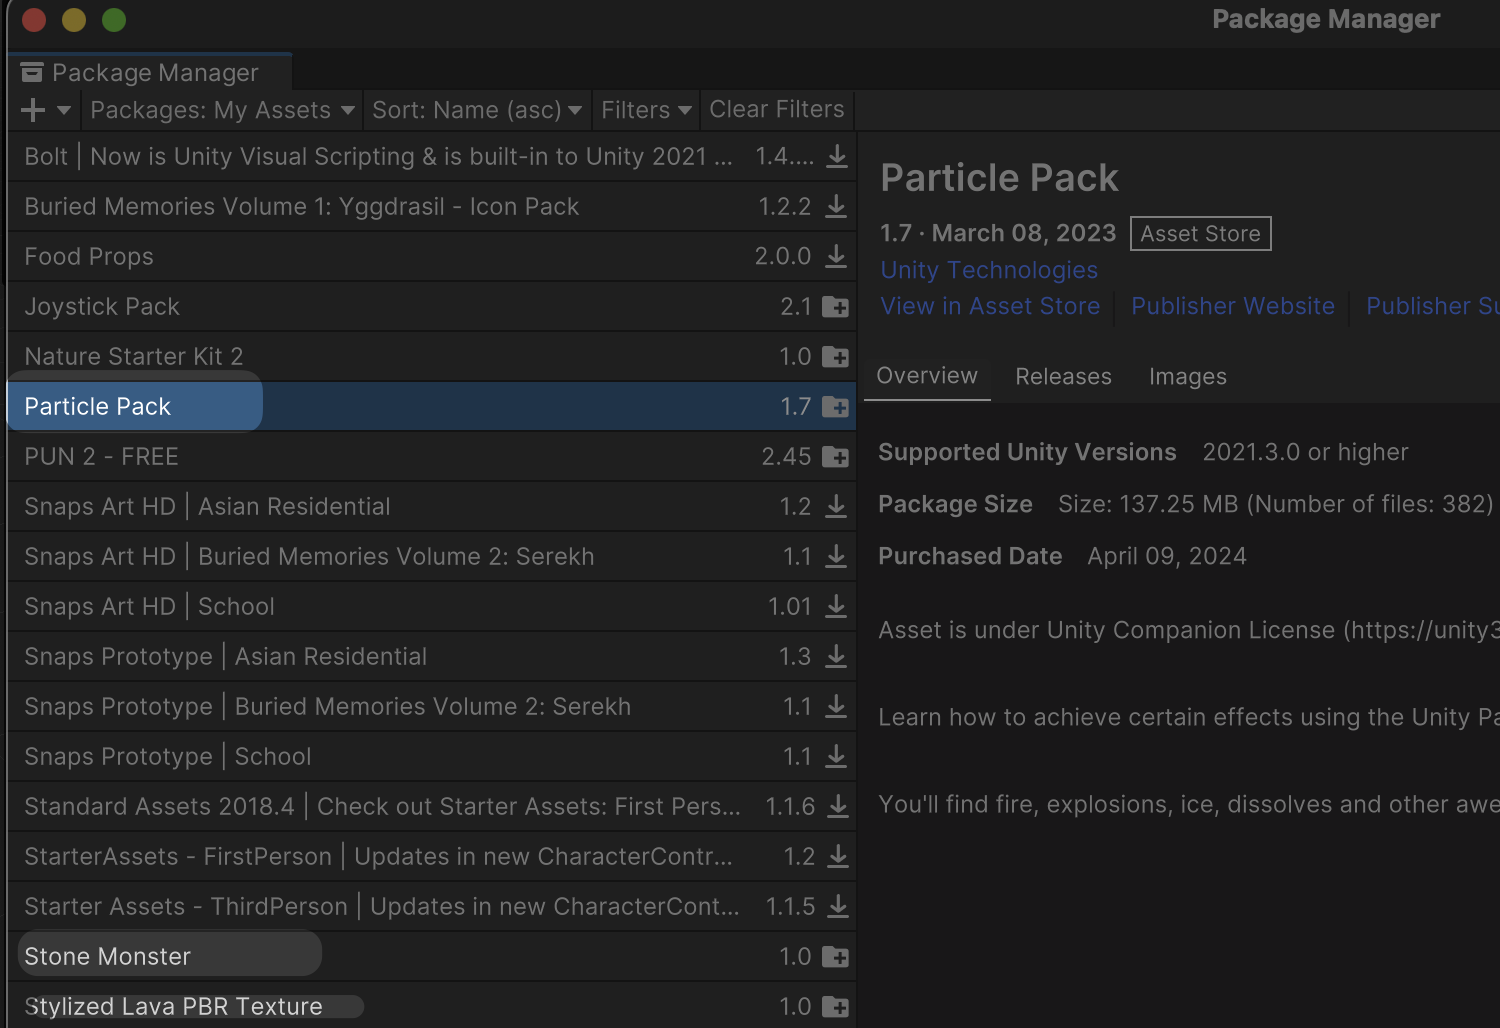 Package Manager
Package Manager
Packages: My Assets
Sort: Name (asc)
Filters
Clear Filters
Bolt | Now is Unity Visual Scripting & is built-in to Unity 2021 ... 1.4....
Buried Memories Volume 1: Yggdrasil - Icon Pack 1.2.2
Food Props 2.0.0
Joystick Pack 2.1
Nature Starter Kit 2 1.0
Particle Pack 1.7
PUN 2 - FREE 2.45
Snaps Art HD | Asian Residential 1.2
Snaps Art HD | Buried Memories Volume 2: Serekh 1.1
Snaps Art HD | School 1.01
Snaps Prototype | Asian Residential 1.3
Snaps Prototype | Buried Memories Volume 2: Serekh 1.1
Snaps Prototype | School 1.1
Standard Assets 2018.4 | Check out Starter Assets: First Pers... 1.1.6
StarterAssets - FirstPerson | Updates in new CharacterContr... 1.2
Starter Assets - ThirdPerson | Updates in new CharacterCont... 1.1.5
Stone Monster 1.0
Stylized Lava PBR Texture 1.0
Particle Pack
1.7 · March 08, 2023 Asset Store
Unity Technologies
View in Asset Store Publisher Website Publisher Su
Overview Releases Images
Supported Unity Versions 2021.3.0 or higher
Package Size Size: 137.25 MB (Number of files: 382)
Purchased Date April 09, 2024
Asset is under Unity Companion License (https://unity3
Learn how to achieve certain effects using the Unity Pa
You'll find fire, explosions, ice, dissolves and other awe